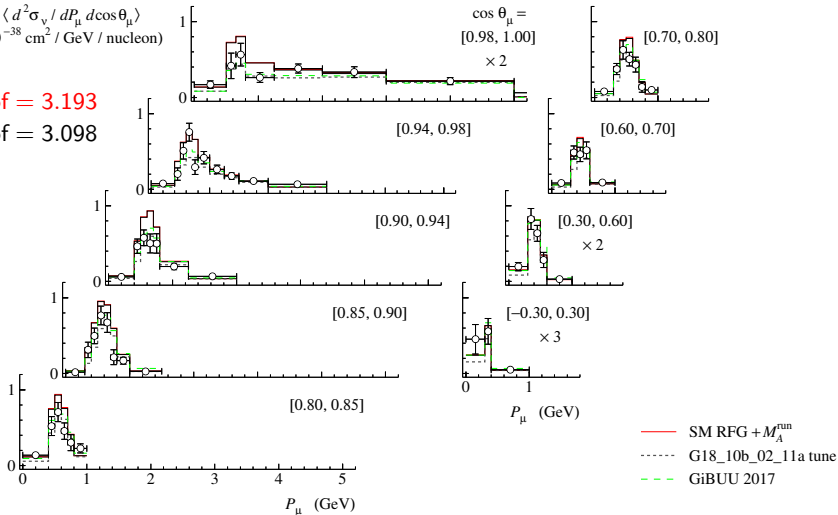 ⟨ d²σ_ν / dP_μ dcosθ_μ ⟩
⁻³⁸ cm² / GeV / nucleon)
= 3.193
= 3.098
cos θ_μ =
[0.98, 1.00]
× 2
[0.70, 0.80]
1
0
[0.94, 0.98]
[0.60, 0.70]
1
0
[0.90, 0.94]
[0.30, 0.60]
× 2
1
0
[0.85, 0.90]
[−0.30, 0.30]
× 3
1
0
0 1
P_μ (GeV)
[0.80, 0.85]
1
0
0 1 2 3 4 5
P_μ (GeV)
SM RFG + M_A^run
G18_10b_02_11a tune
GiBUU 2017